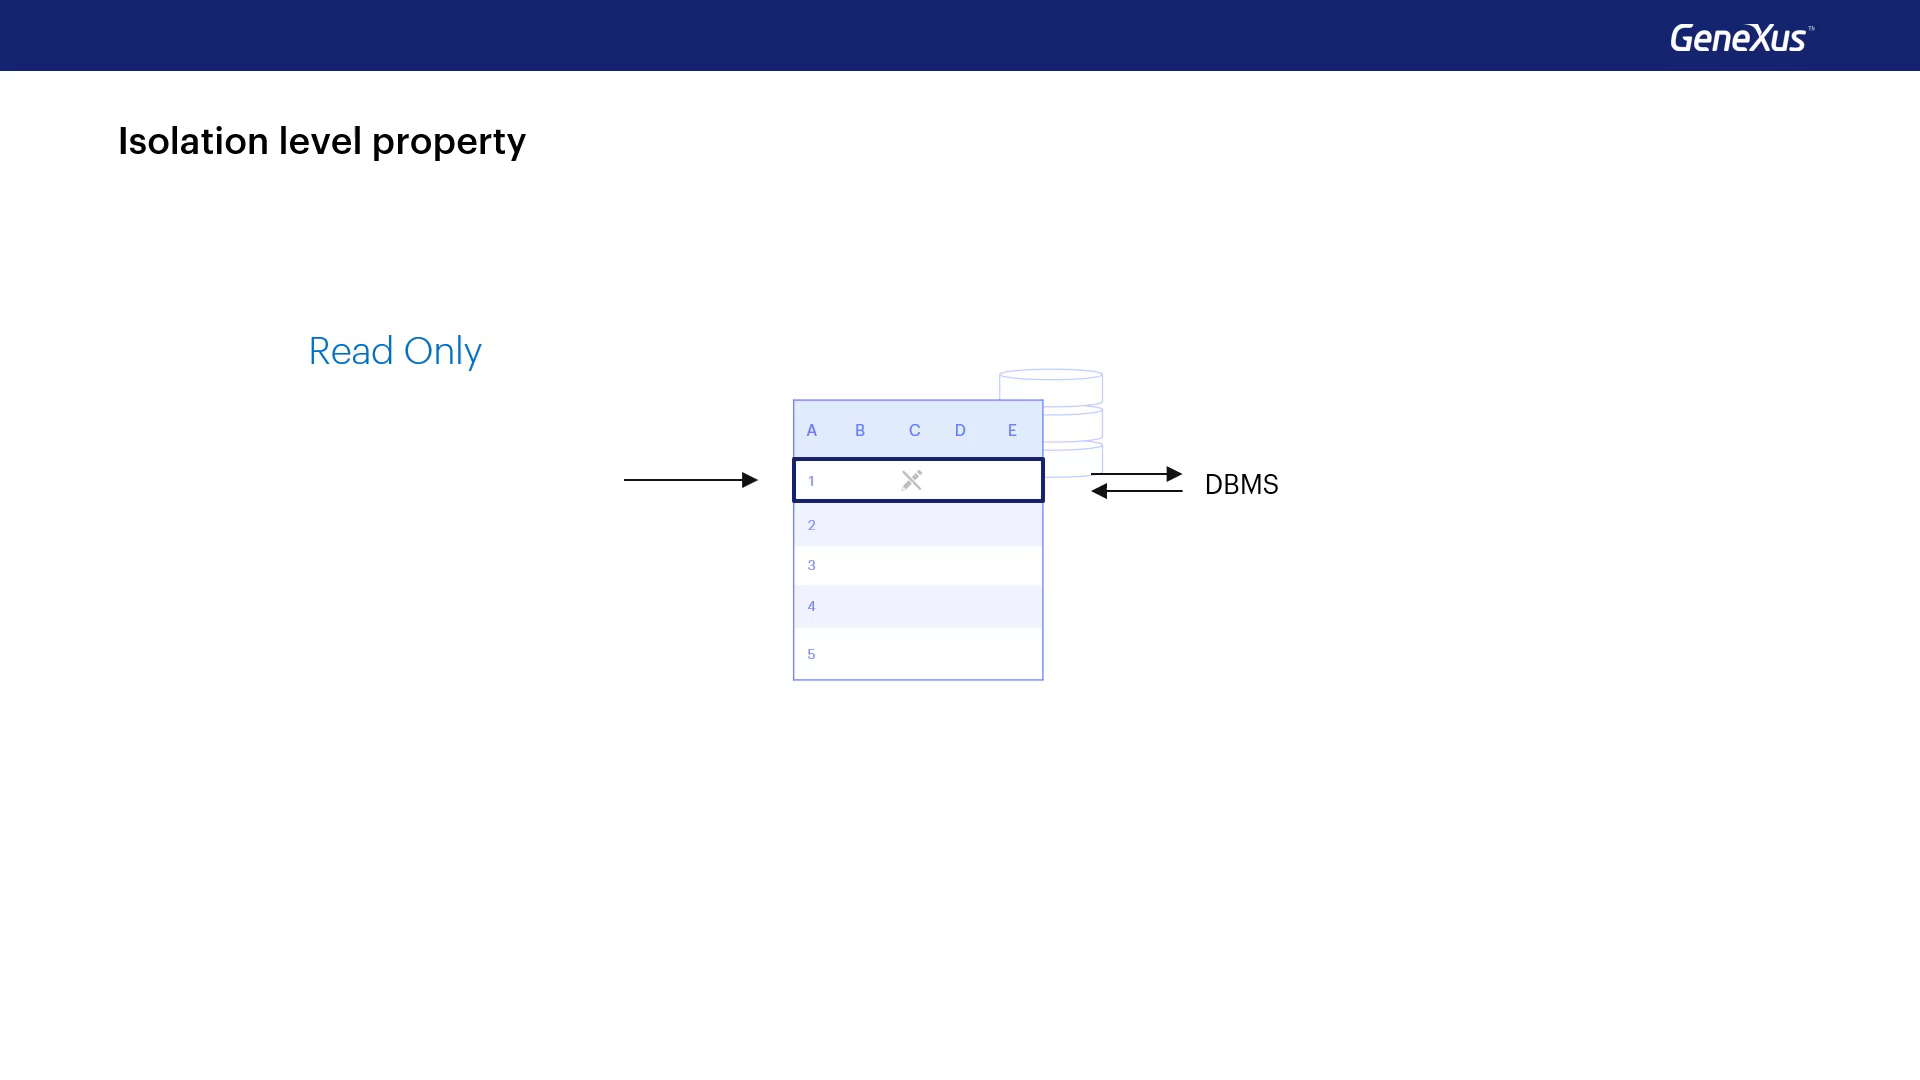 GeneXus™
Isolation level property
Read Only
A B C D E
1
2
3
4
5
DBMS